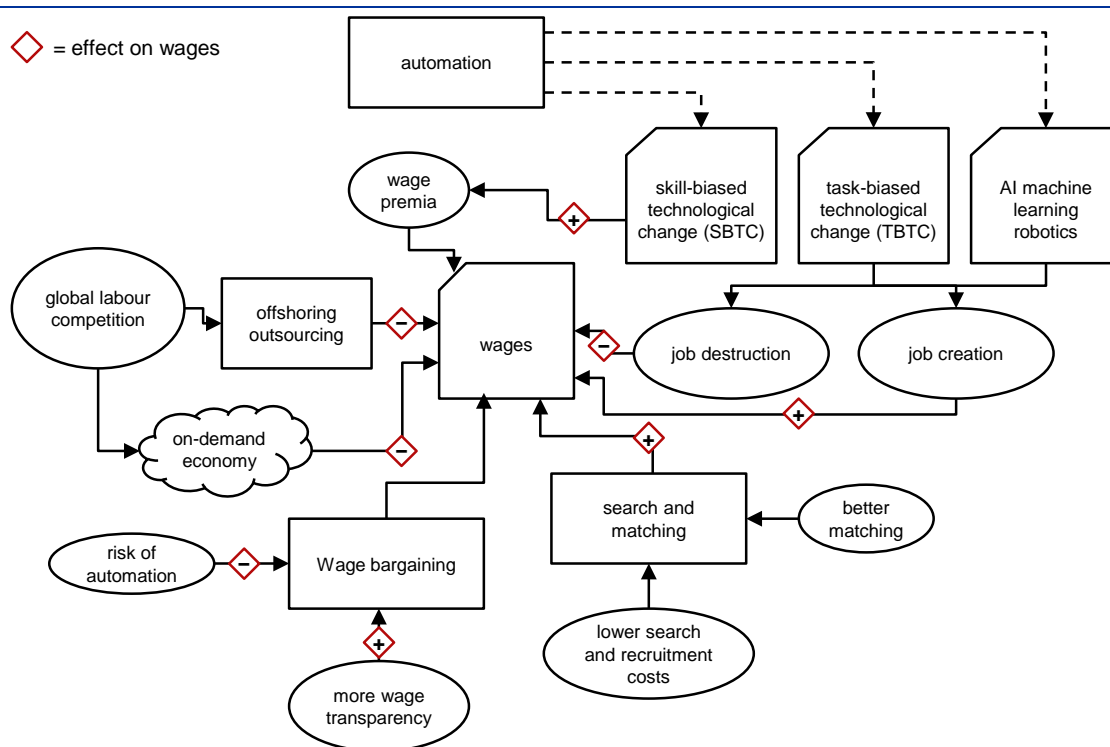 = effect on wages
automation
wage
premia
skill-biased
technological
change (SBTC)
task-biased
technological
change (TBTC)
AI machine
learning
robotics
+
global labour
competition
offshoring
outsourcing
−
wages
−
job destruction
job creation
+
on-demand
economy
−
+
search and
matching
better
matching
risk of
automation
−
Wage bargaining
+
lower search
and recruitment
costs
more wage
transparency